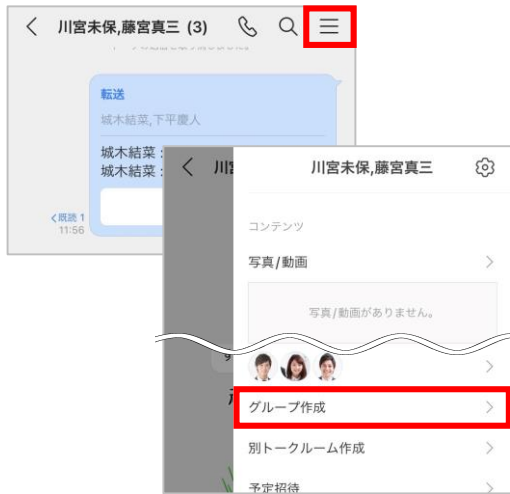 川宮未保,藤宮真三 (3)
転送
城木結菜,下平慶人
城木結菜 :
城木結菜 :
既読 1
11:56
川宮未保,藤宮真三
コンテンツ
写真/動画
写真/動画がありません。
グループ作成
別トークルーム作成
予定招待